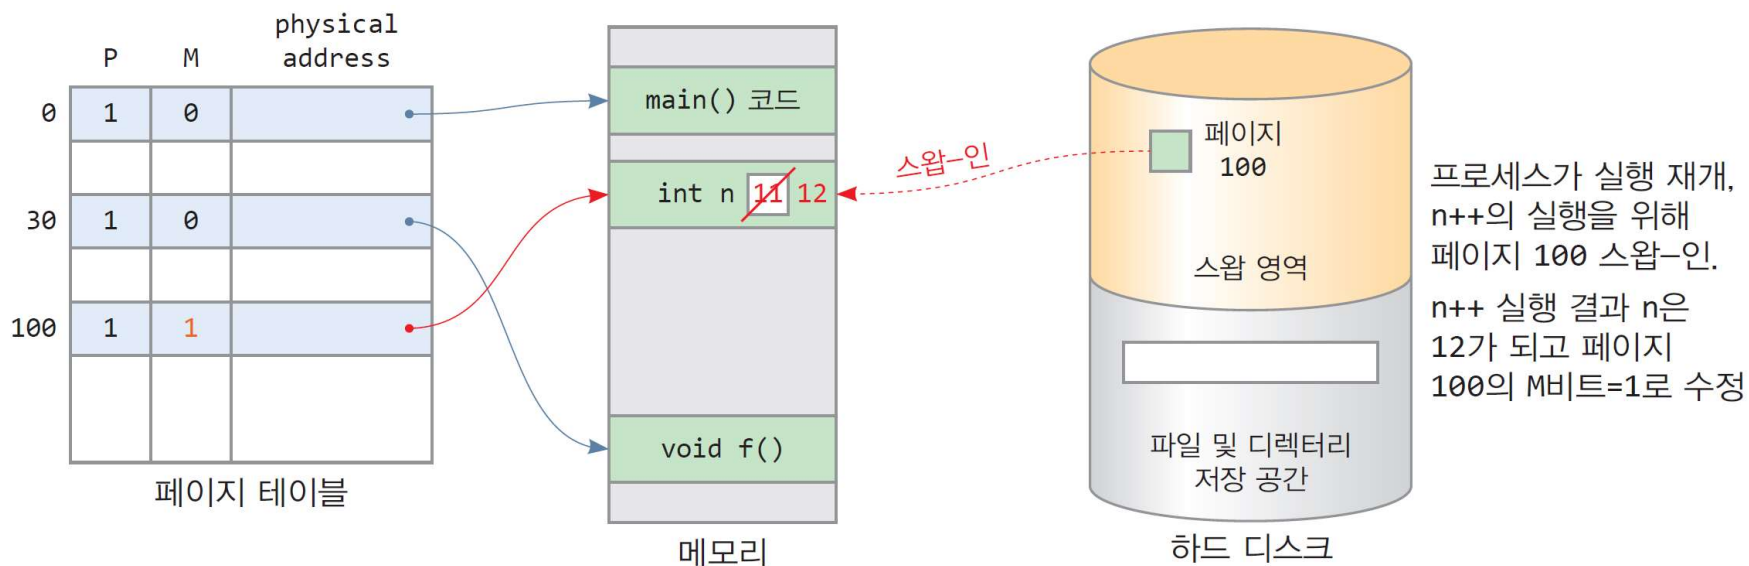 physical
P M address
0 1 0
30 1 0
100 1 1
페이지 테이블
main() 코드
int n 11 12
void f()
메모리
스왑-인
페이지
100
스왑 영역
파일 및 디렉터리
저장 공간
하드 디스크
프로세스가 실행 재개,
n++의 실행을 위해
페이지 100 스왑-인.
n++ 실행 결과 n은
12가 되고 페이지
100의 M비트=1로 수정